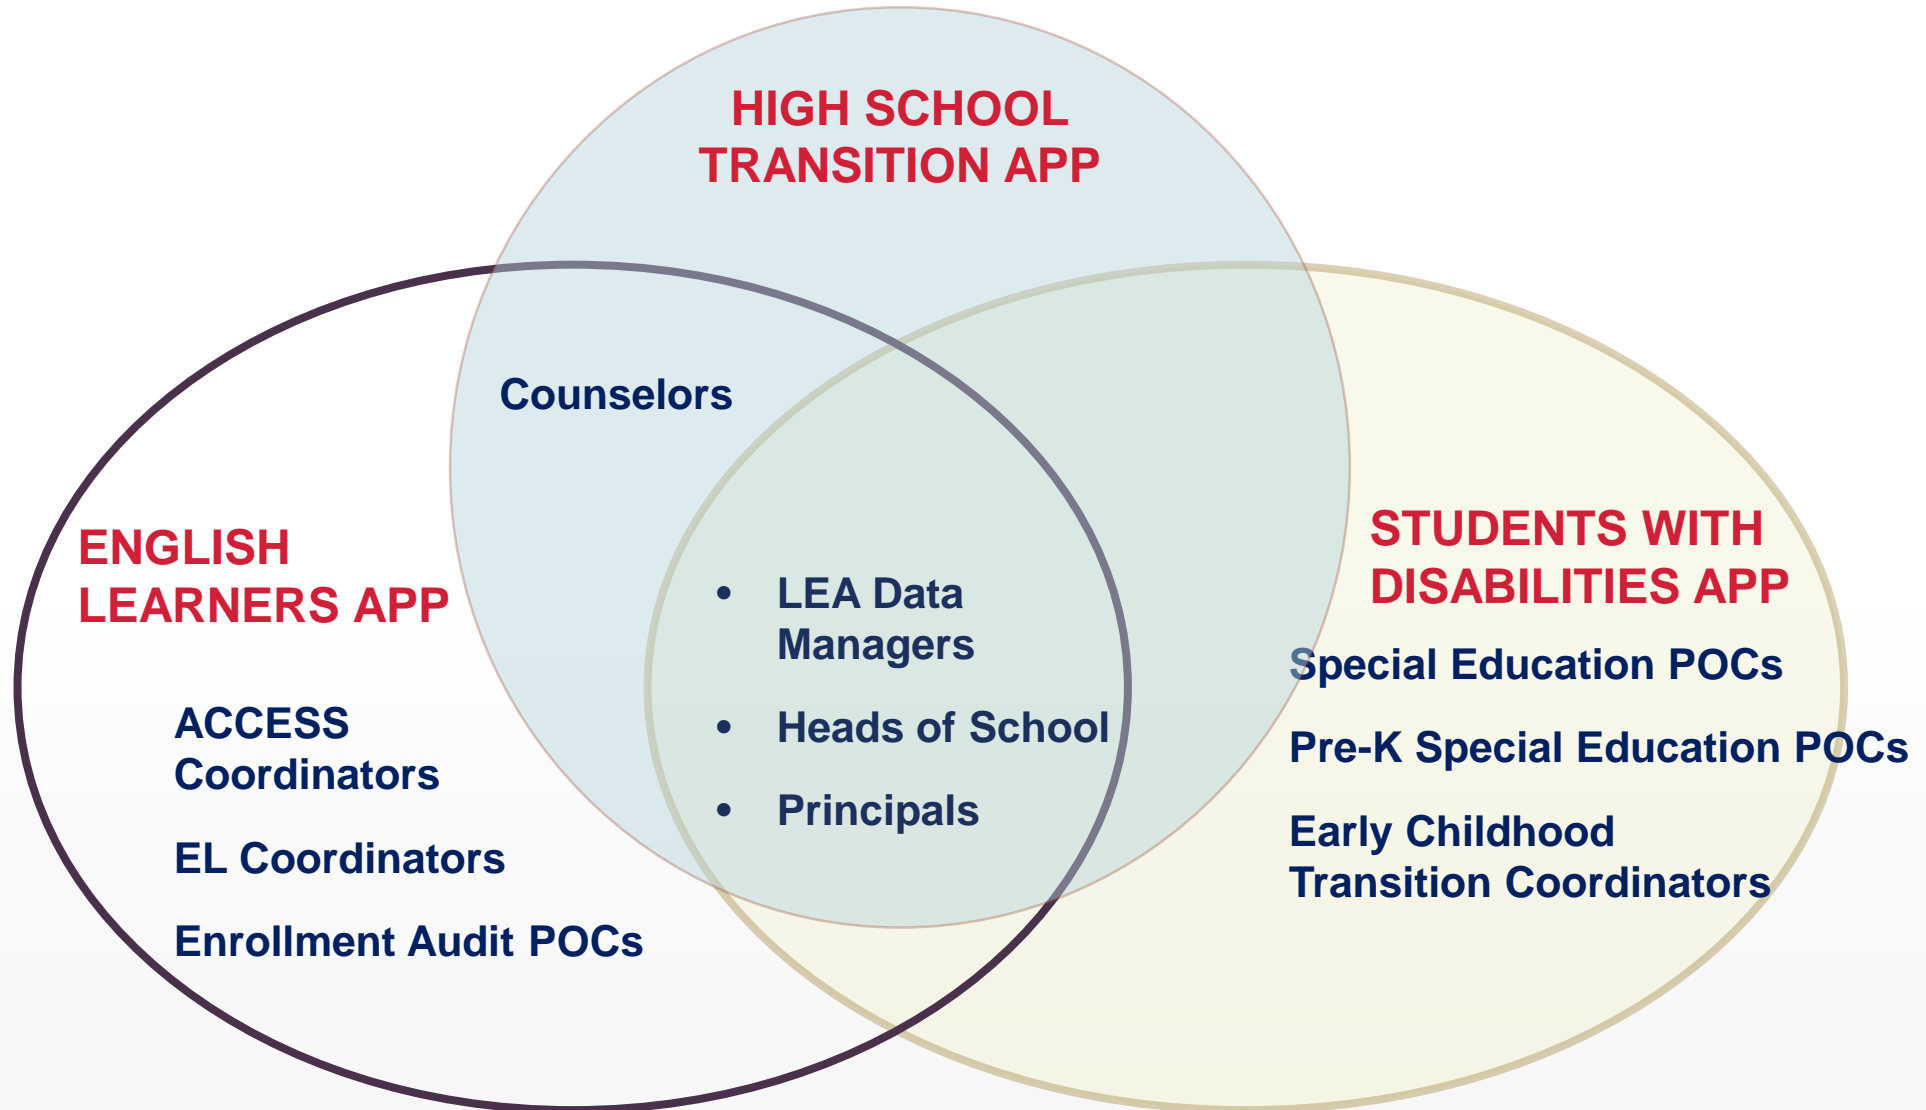 HIGH SCHOOL
TRANSITION APP
Counselors
ENGLISH
LEARNERS APP
ACCESS
Coordinators
EL Coordinators
Enrollment Audit POCs
• LEA Data
Managers
• Heads of School
• Principals
STUDENTS WITH
DISABILITIES APP
Special Education POCs
Pre-K Special Education POCs
Early Childhood
Transition Coordinators